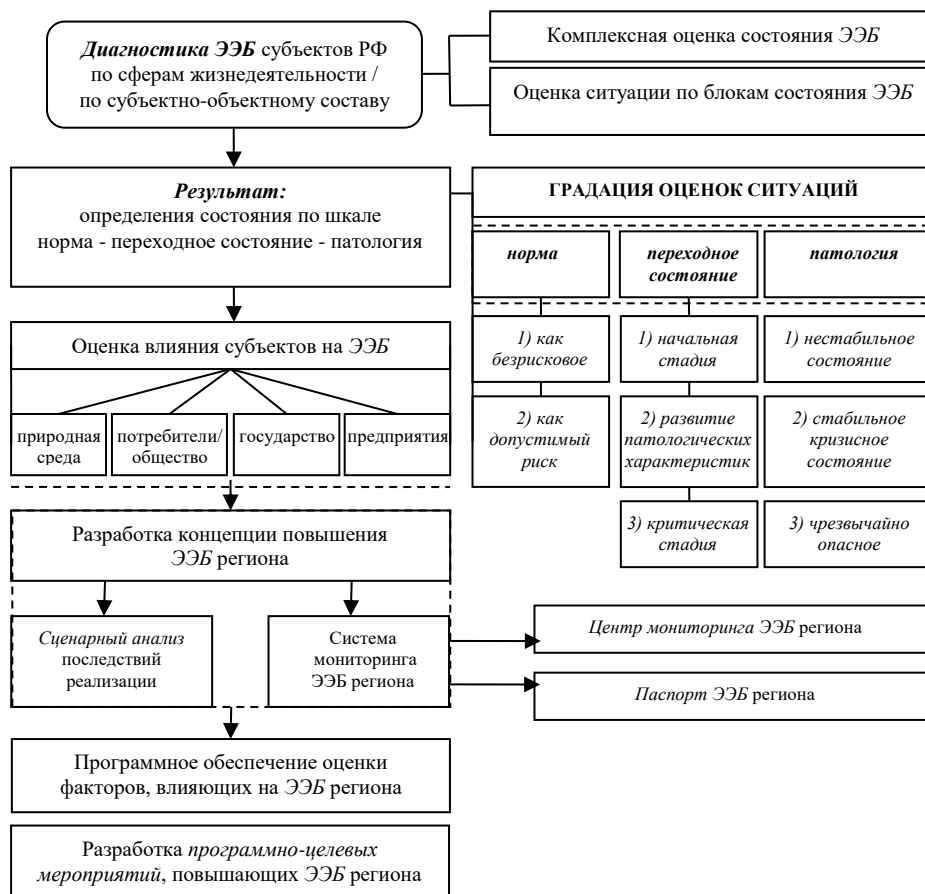 Диагностика ЭЭБ субъектов РФ
по сферам жизнедеятельности /
по субъектно-объектному составу
Комплексная оценка состояния ЭЭБ
Оценка ситуации по блокам состояния ЭЭБ
Результат:
определения состояния по шкале
норма - переходное состояние - патология
ГРАДАЦИЯ ОЦЕНОК СИТУАЦИЙ
норма
переходное
состояние
патология
1) как
безрисковое
1) начальная
стадия
1) нестабильное
состояние
2) как
допустимый
риск
2) развитие
патологических
характеристик
2) стабильное
кризисное
состояние
3) критическая
стадия
3) чрезвычайно
опасное
Оценка влияния субъектов на ЭЭБ
природная
среда
потребители/
общество
государство
предприятия
Разработка концепции повышения
ЭЭБ региона
Сценарный анализ
последствий
реализации
Система
мониторинга
ЭЭБ региона
Центр мониторинга ЭЭБ региона
Паспорт ЭЭБ региона
Программное обеспечение оценки
факторов, влияющих на ЭЭБ региона
Разработка программно-целевых
мероприятий, повышающих ЭЭБ региона